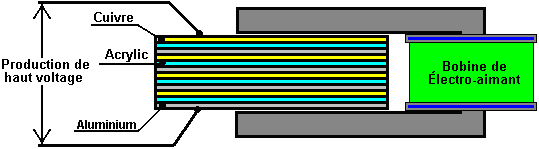 Cuivre
Acrylic
Production de
haut voltage
Aluminium
Bobine de
Électro-aimant